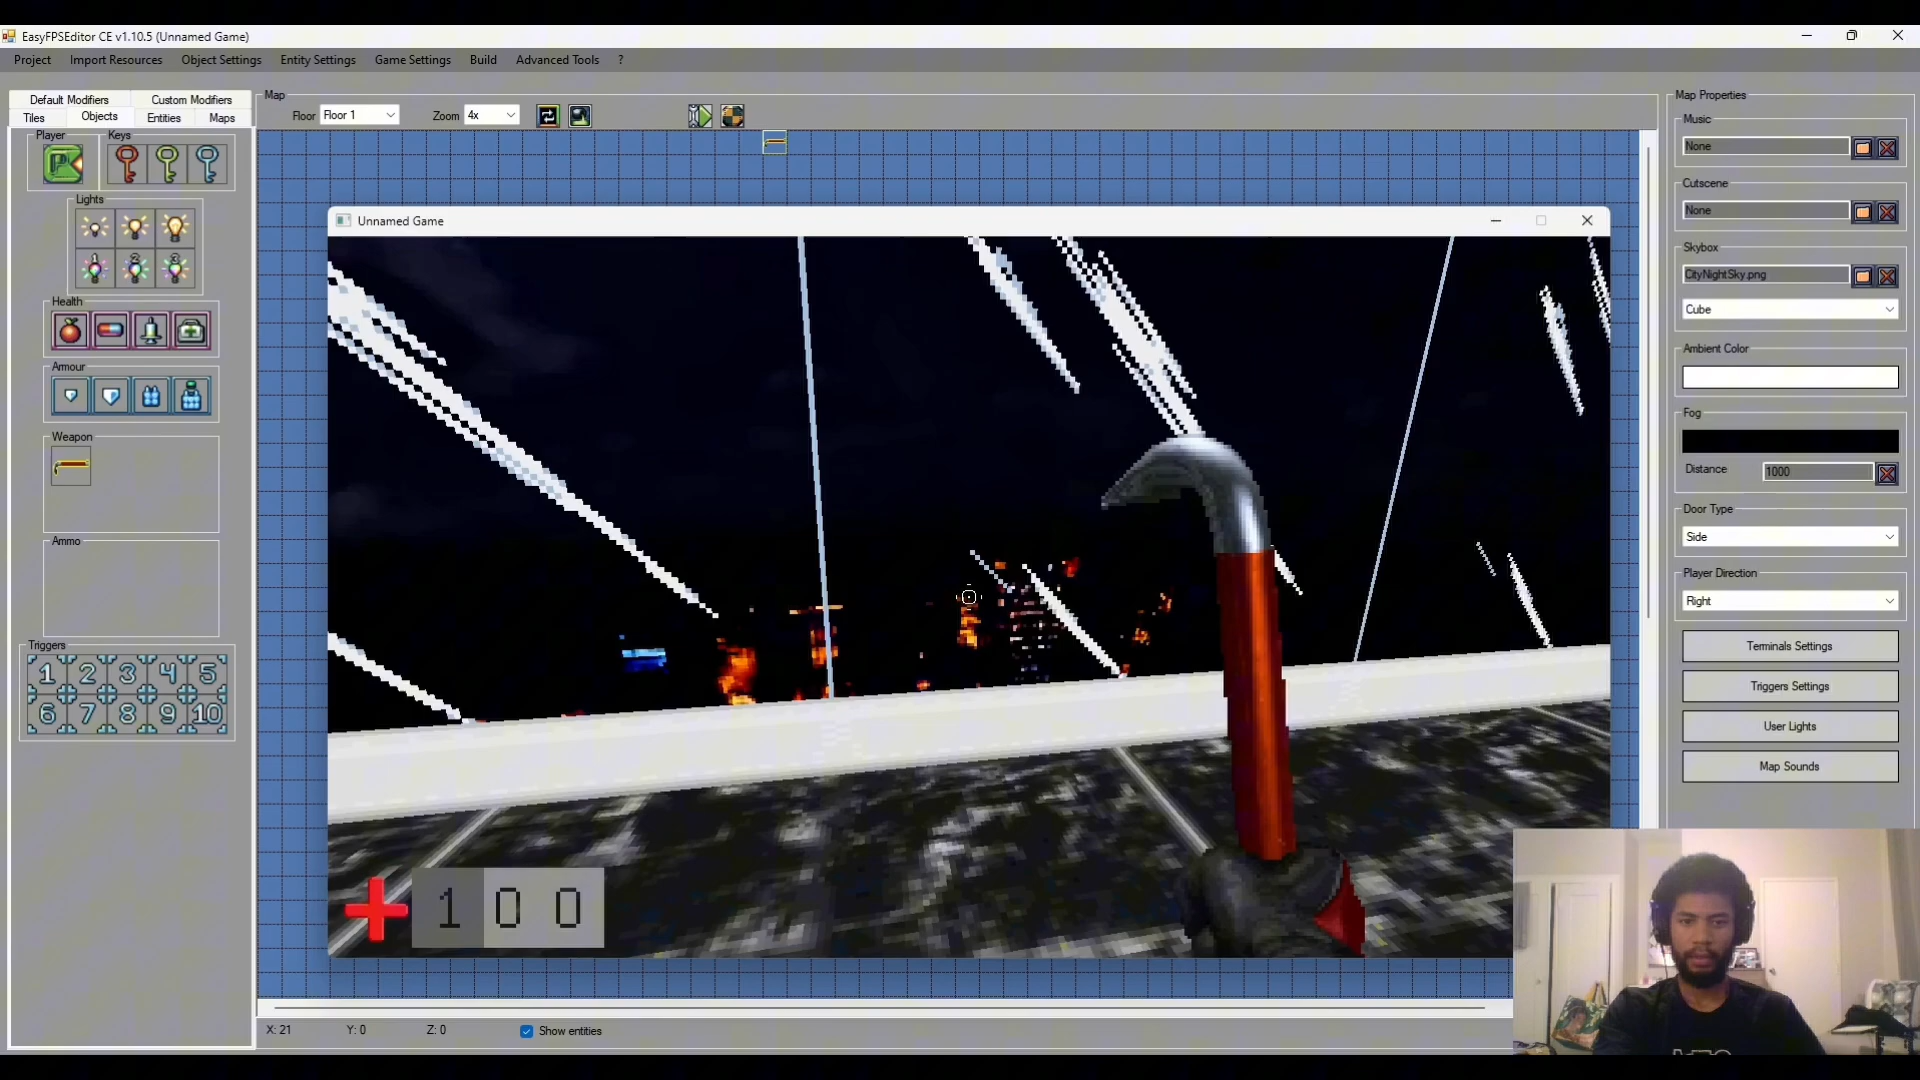 EasyFPSEditor CE v1.10.5 (Unnamed Game)
Project Import Resources Object Settings Entity Settings Game Settings Build Advanced Tools ?
Default Modifiers Custom Modifiers
Tiles Objects Entities Maps
Player Keys
Lights
1 2 3
Health
Amour
Weapon
Ammo
Triggers
1 2 3 4 5
6 7 8 9 10
Map
Floor Floor 1 Zoom 4x
Unnamed Game
100
X: 21 Y: 0 Z: 0 Show entities
Map Properties
Music
None
Cutscene
None
Skybox
CityNightSky.png
Cube
Ambient Color
Fog
Distance 1000
Door Type
Side
Player Direction
Right
Terminals Settings
Triggers Settings
User Lights
Map Sounds